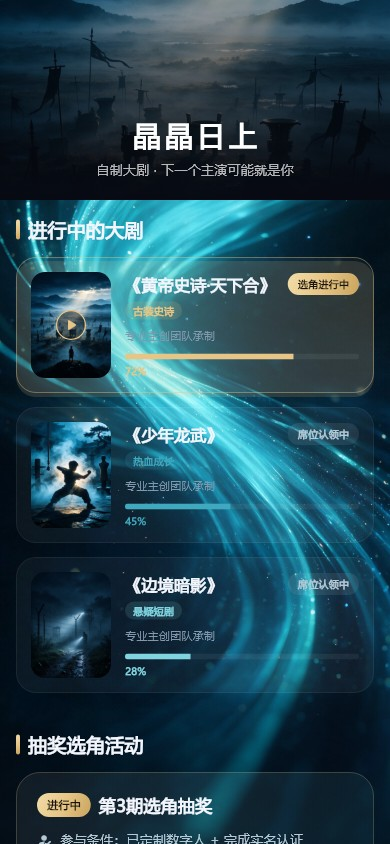 晶晶日上
自制大剧 · 下一个主演可能就是你
进行中的大剧
《黄帝史诗·天下合》
选角进行中
古装史诗
专业主创团队承制
72%
《少年龙武》
席位认领中
热血成长
专业主创团队承制
45%
《边境暗影》
席位认领中
悬疑短剧
专业主创团队承制
28%
抽奖选角活动
进行中 第3期选角抽奖
参与条件：已定制数字人 + 完成实名认证